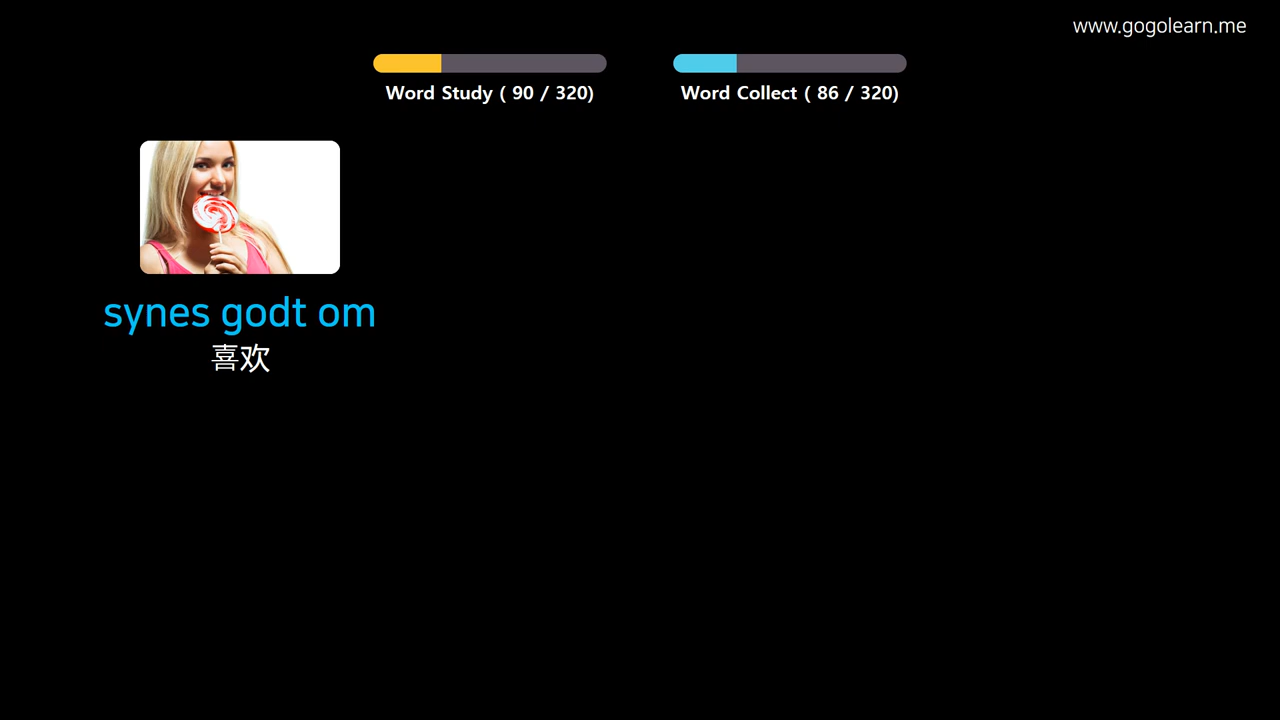 www.gogolearn.me
Word Study ( 90 / 320)
Word Collect ( 86 / 320)
synes godt om
喜欢